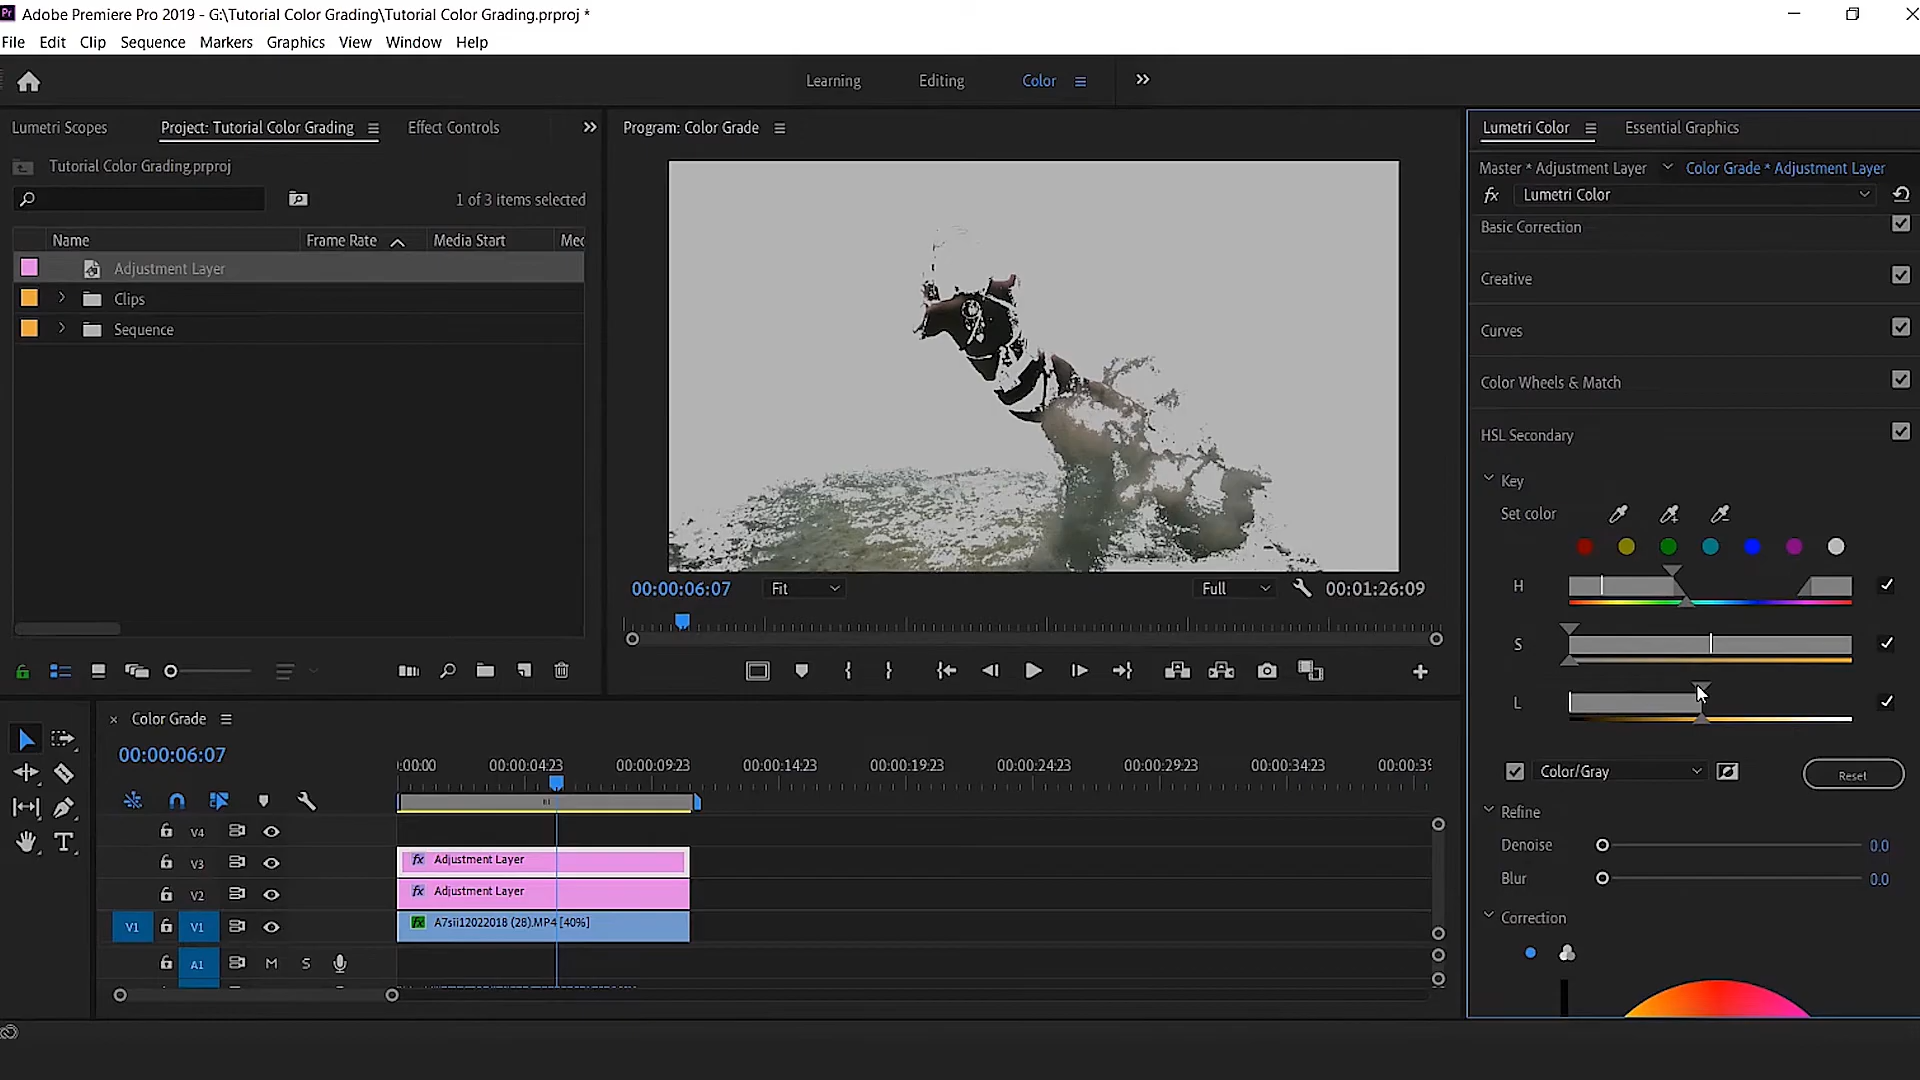 Pr Adobe Premiere Pro 2019 - G:\Tutorial Color Grading\Tutorial Color Grading.prproj *
File Edit Clip Sequence Markers Graphics View Window Help
Learning Editing Color
Lumetri Scopes Project: Tutorial Color Grading Effect Controls
Program: Color Grade
Lumetri Color Essential Graphics
Tutorial Color Grading.prproj
1 of 3 items selected
Name Frame Rate Media Start Mec
Adjustment Layer
Clips
Sequence
00:00:06:07 Fit Full 00:01:26:09
Master * Adjustment Layer Color Grade * Adjustment Layer
fx Lumetri Color
Basic Correction
Creative
Curves
Color Wheels & Match
HSL Secondary
Key
Set color
H
S
L
Color/Gray Reset
Refine
Denoise 0.0
Blur 0.0
Correction
× Color Grade
00:00:06:07
:00:00 00:00:04:23 00:00:09:23 00:00:14:23 00:00:19:23 00:00:24:23 00:00:29:23 00:00:34:23 00:00:39
V4
V3 fx Adjustment Layer
V2 fx Adjustment Layer
V1 V1 fx A7sii12022018 (28).MP4 [40%]
A1 M S